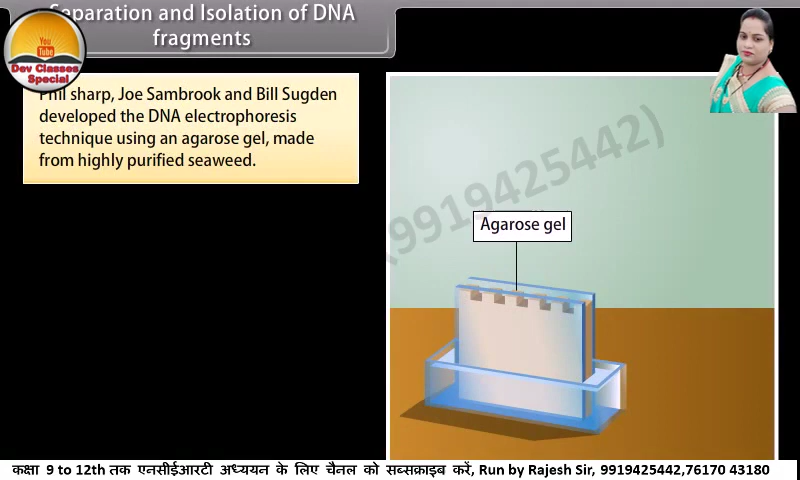 Separation and Isolation of DNA
fragments
You
Tube
Dev Classes
Special
Phil sharp, Joe Sambrook and Bill Sugden
developed the DNA electrophoresis
technique using an agarose gel, made
from highly purified seaweed.
(9919425442)
Agarose gel
कक्षा 9 to 12th तक एनसीईआरटी अध्ययन के लिए चैनल को सब्सक्राइब करें, Run by Rajesh Sir, 9919425442,76170 43180